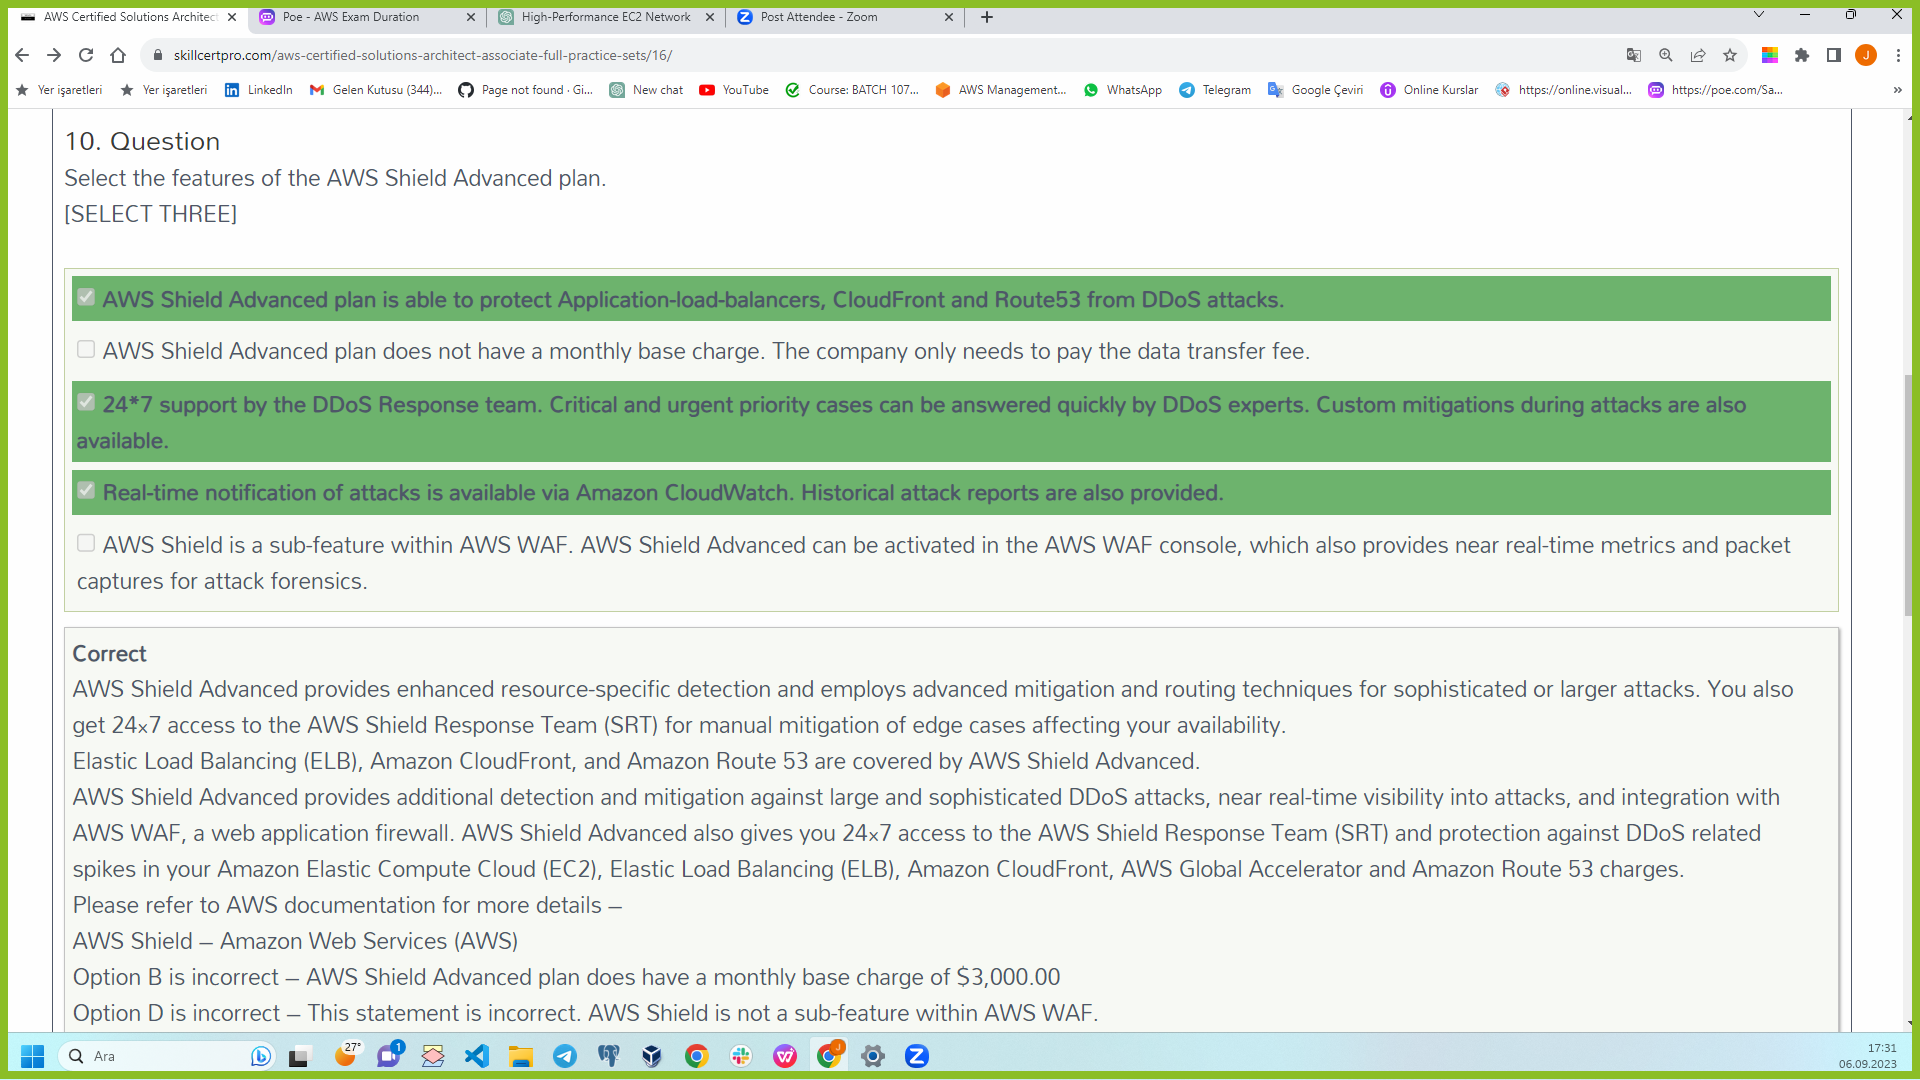 AWS Certified Solutions Architect
Poe - AWS Exam Duration
High-Performance EC2 Network
Post Attendee - Zoom
skillcertpro.com/aws-certified-solutions-architect-associate-full-practice-sets/16/
J
Yer işaretleri
Yer işaretleri
LinkedIn
Gelen Kutusu (344)...
Page not found · Gi...
New chat
YouTube
Course: BATCH 107...
AWS Management...
WhatsApp
Telegram
Google Çeviri
Online Kurslar
https://online.visual...
https://poe.com/Sa...
10. Question
Select the features of the AWS Shield Advanced plan.
[SELECT THREE]
AWS Shield Advanced plan is able to protect Application-load-balancers, CloudFront and Route53 from DDoS attacks.
AWS Shield Advanced plan does not have a monthly base charge. The company only needs to pay the data transfer fee.
24*7 support by the DDoS Response team. Critical and urgent priority cases can be answered quickly by DDoS experts. Custom mitigations during attacks are also
available.
Real-time notification of attacks is available via Amazon CloudWatch. Historical attack reports are also provided.
AWS Shield is a sub-feature within AWS WAF. AWS Shield Advanced can be activated in the AWS WAF console, which also provides near real-time metrics and packet
captures for attack forensics.
Correct
AWS Shield Advanced provides enhanced resource-specific detection and employs advanced mitigation and routing techniques for sophisticated or larger attacks. You also
get 24×7 access to the AWS Shield Response Team (SRT) for manual mitigation of edge cases affecting your availability.
Elastic Load Balancing (ELB), Amazon CloudFront, and Amazon Route 53 are covered by AWS Shield Advanced.
AWS Shield Advanced provides additional detection and mitigation against large and sophisticated DDoS attacks, near real-time visibility into attacks, and integration with
AWS WAF, a web application firewall. AWS Shield Advanced also gives you 24×7 access to the AWS Shield Response Team (SRT) and protection against DDoS related
spikes in your Amazon Elastic Compute Cloud (EC2), Elastic Load Balancing (ELB), Amazon CloudFront, AWS Global Accelerator and Amazon Route 53 charges.
Please refer to AWS documentation for more details –
AWS Shield – Amazon Web Services (AWS)
Option B is incorrect – AWS Shield Advanced plan does have a monthly base charge of $3,000.00
Option D is incorrect – This statement is incorrect. AWS Shield is not a sub-feature within AWS WAF.
Ara
27°
1
J
17:31
06.09.2023